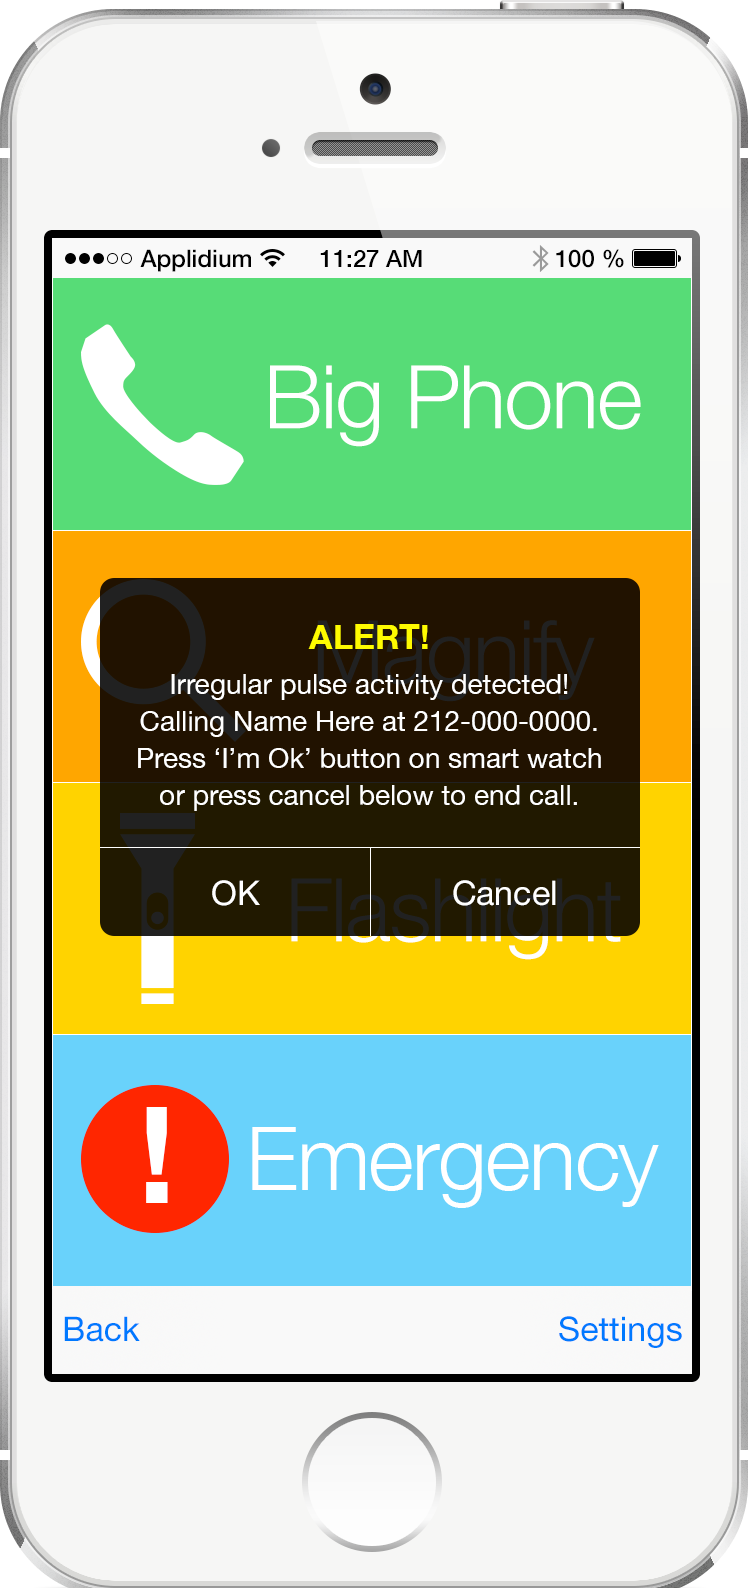 Applidium 11:27 AM 100 %
Big Phone
Magnify
ALERT!
Irregular pulse activity detected!
Calling Name Here at 212-000-0000.
Press ‘I’m Ok’ button on smart watch
or press cancel below to end call.
OK Cancel
Flashlight
! Emergency
Back Settings